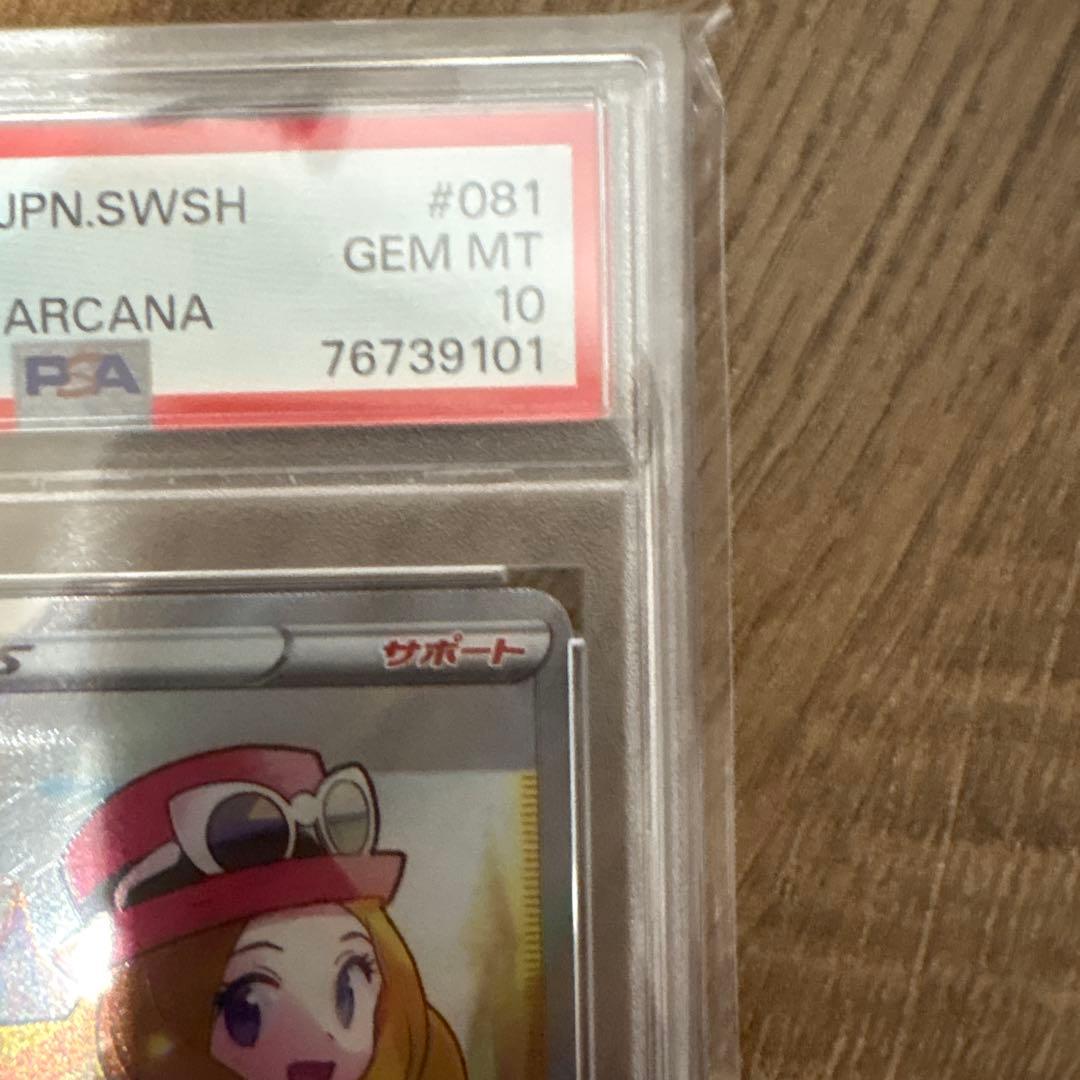 JPN.SWSH #081
GEM MT
ARCANA 10
PSA 76739101
S サポート